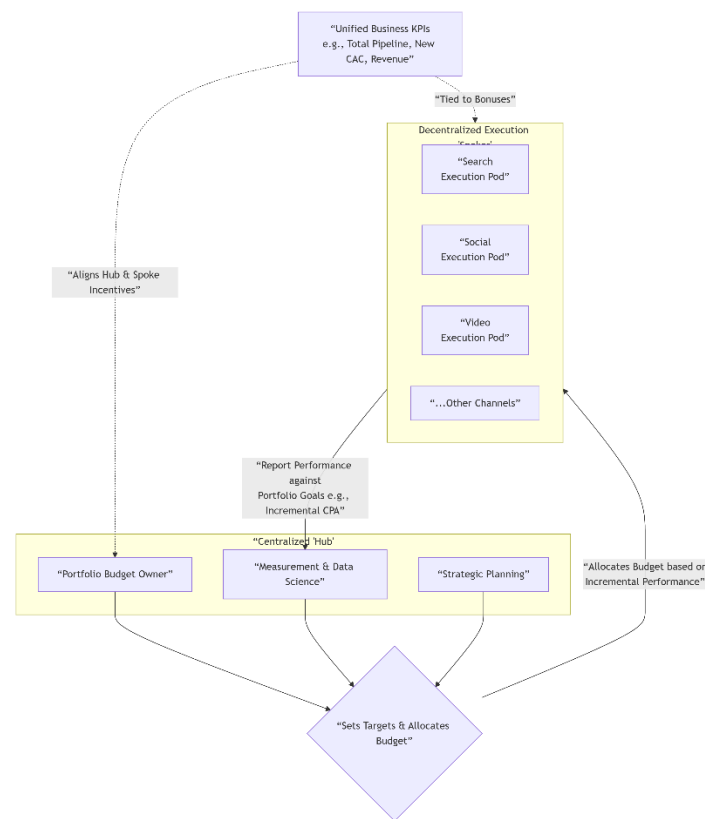 “Unified Business KPIs
e.g., Total Pipeline, New
CAC, Revenue”
“Tied to Bonuses”
Decentralized Execution
“Search
Execution Pod”
“Social
Execution Pod”
“Aligns Hub & Spoke
Incentives”
“Video
Execution Pod”
“...Other Channels”
“Report Performance
against
Portfolio Goals e.g.,
Incremental CPA”
“Centralized 'Hub'
“Portfolio Budget Owner”
“Measurement & Data
Science”
“Strategic Planning”
“Allocates Budget based on
Incremental Performance”
“Sets Targets & Allocates
Budget”